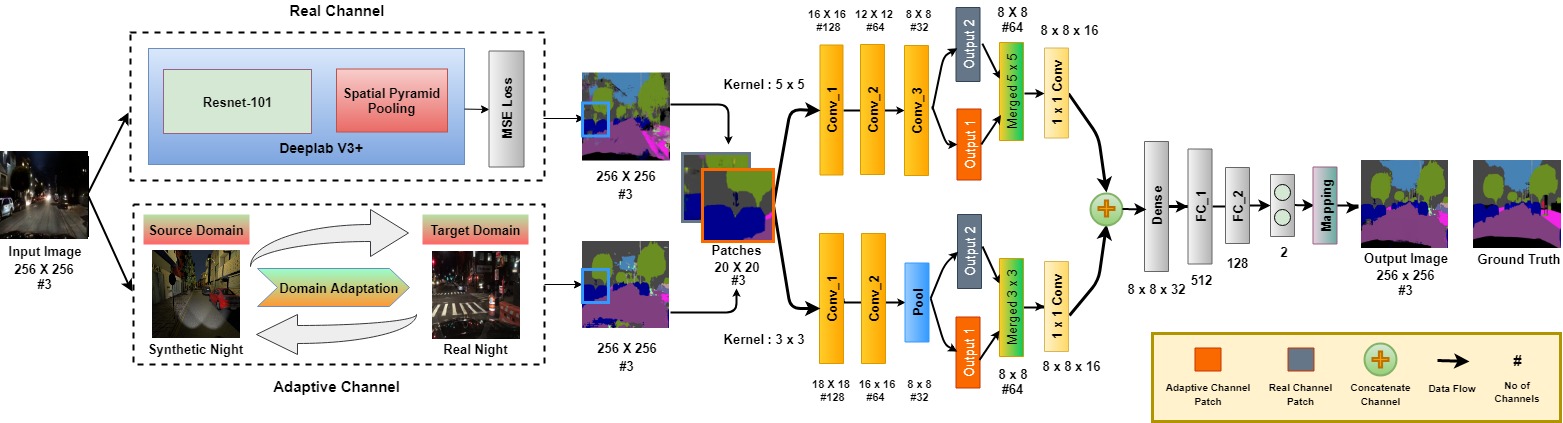 Real Channel
Resnet-101
Spatial Pyramid
Pooling
Deeplab V3+
MSE Loss
Input Image
256 X 256
#3
Source Domain
Target Domain
Domain Adaptation
Synthetic Night
Real Night
Adaptive Channel
256 X 256
#3
256 X 256
#3
Patches
20 X 20
#3
Kernel : 5 x 5
16 X 16
#128
12 X 12
#64
8 X 8
#32
Conv_1
Conv_2
Conv_3
Output 2
Output 1
8 X 8
#64
Merged 5 x 5
8 x 8 x 16
1 x 1 Conv
Kernel : 3 x 3
Conv_1
Conv_2
Pool
18 X 18
#128
16 x 16
#64
8 x 8
#32
Output 2
Output 1
Merged 3 x 3
8 x 8
#64
1 x 1 Conv
8 x 8 x 16
Dense
8 x 8 x 32
FC_1
512
FC_2
128
2
Mapping
Output Image
256 x 256
#3
Ground Truth
Adaptive Channel
Patch
Real Channel
Patch
Concatenate
Channel
Data Flow
#
No of
Channels